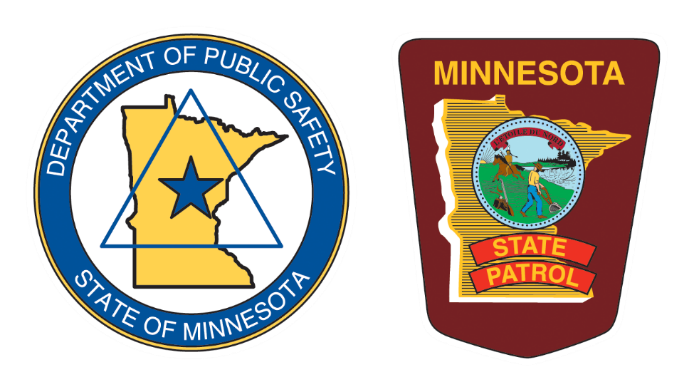 DEPARTMENT OF PUBLIC SAFETY
STATE OF MINNESOTA
MINNESOTA
STATE
PATROL